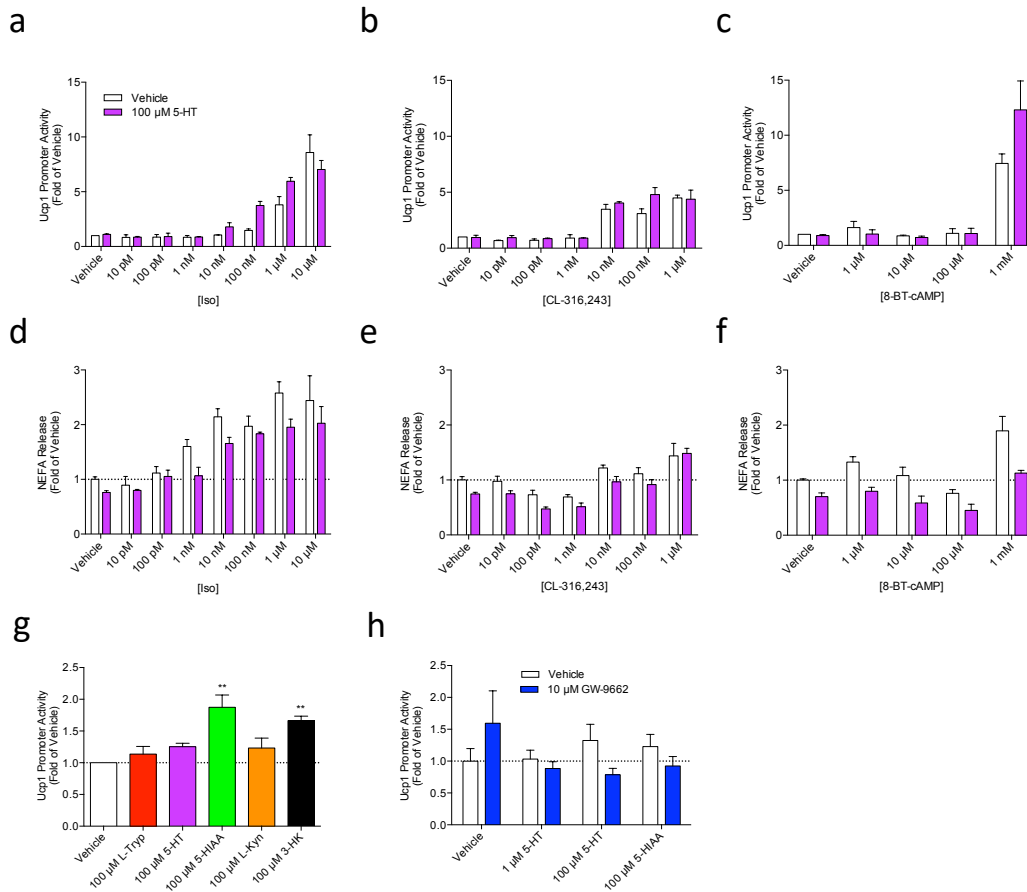 a
b
c
15
10
5
0
Ucp1 Promoter Activity
(Fold of Vehicle)
Vehicle
100 µM 5-HT
Vehicle
10 pM
100 pM
1 nM
10 nM
100 nM
1 µM
10 µM
[Iso]
15
10
5
0
Ucp1 Promoter Activity
(Fold of Vehicle)
Vehicle
10 pM
100 pM
1 nM
10 nM
100 nM
1 µM
[CL-316,243]
15
10
5
0
Ucp1 Promoter Activity
(Fold of Vehicle)
Vehicle
1 µM
10 µM
100 µM
1 mM
[8-BT-cAMP]
d
e
f
3
2
1
0
NEFA Release
(Fold of Vehicle)
Vehicle
10 pM
100 pM
1 nM
10 nM
100 nM
1 µM
10 µM
[Iso]
3
2
1
0
NEFA Release
(Fold of Vehicle)
Vehicle
10 pM
100 pM
1 nM
10 nM
100 nM
1 µM
[CL-316,243]
3
2
1
0
NEFA Release
(Fold of Vehicle)
Vehicle
1 µM
10 µM
100 µM
1 mM
[8-BT-cAMP]
g
h
2.5
2.0
1.5
1.0
0.5
0.0
Ucp1 Promoter Activity
(Fold of Vehicle)
**
**
Vehicle
100 µM L-Tryp
100 µM 5-HT
100 µM 5-HIAA
100 µM L-Kyn
100 µM 3-HK
2.5
2.0
1.5
1.0
0.5
0.0
Ucp1 Promoter Activity
(Fold of Vehicle)
Vehicle
10 µM GW-9662
Vehicle
1 µM 5-HT
100 µM 5-HT
100 µM 5-HIAA